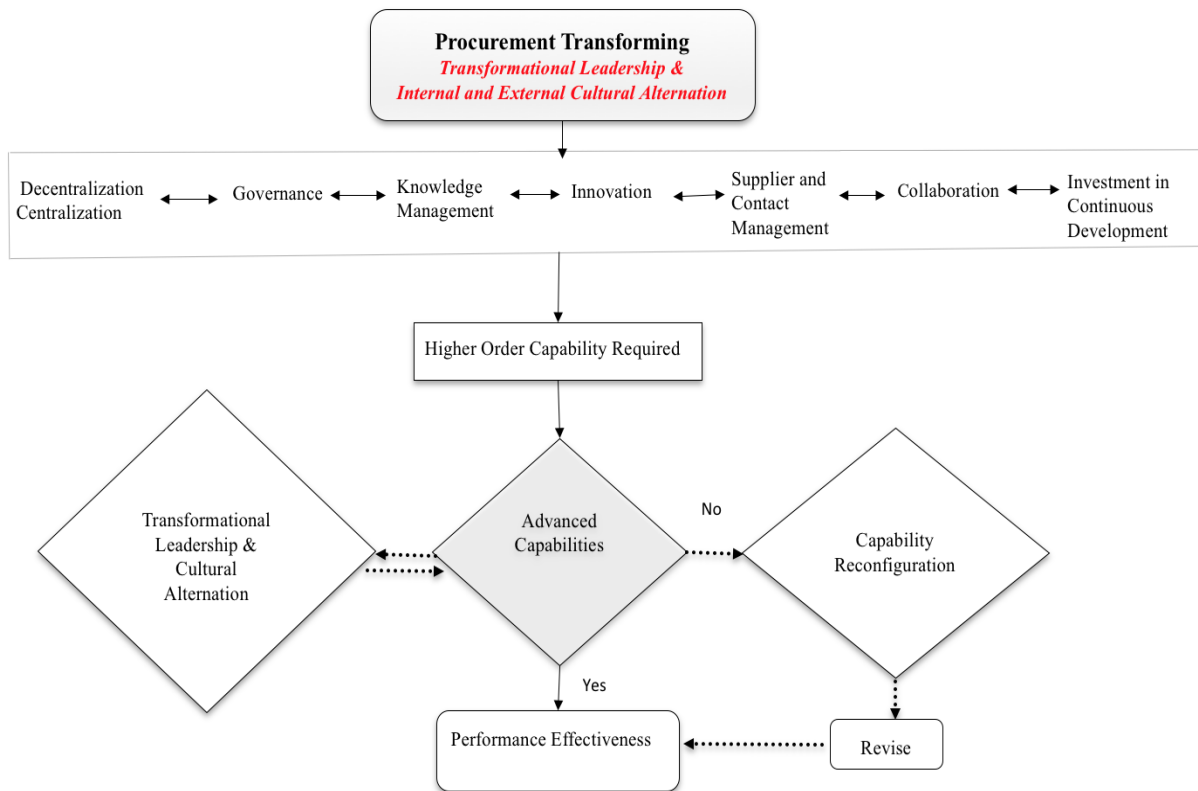 Procurement Transforming
Transformational Leadership &
Internal and External Cultural Alternation
Decentralization
Centralization
Governance
Knowledge
Management
Innovation
Supplier and
Contact
Management
Collaboration
Investment in
Continuous
Development
Higher Order Capability Required
Transformational
Leadership &
Cultural
Alternation
Advanced
Capabilities
No
Capability
Reconfiguration
Yes
Performance Effectiveness
Revise